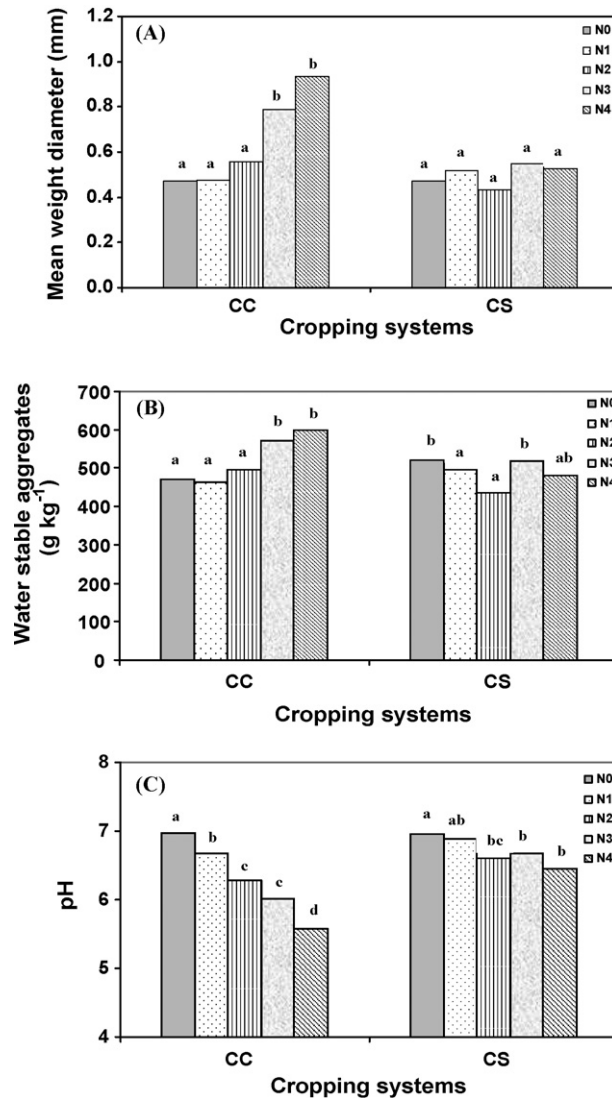 (A)
Mean weight diameter (mm)
1.2
1.0
0.8
0.6
0.4
0.2
0.0
a a a b b
a a a a a
N0
N1
N2
N3
N4
CC CS
Cropping systems
(B)
Water stable aggregates
(g kg-1)
700
600
500
400
300
200
100
0
a a a b b
b a a b ab
N0
N1
N2
N3
N4
CC CS
Cropping systems
(C)
pH
8
7
6
5
4
a b c c d
a ab bc b b
N0
N1
N2
N3
N4
CC CS
Cropping systems